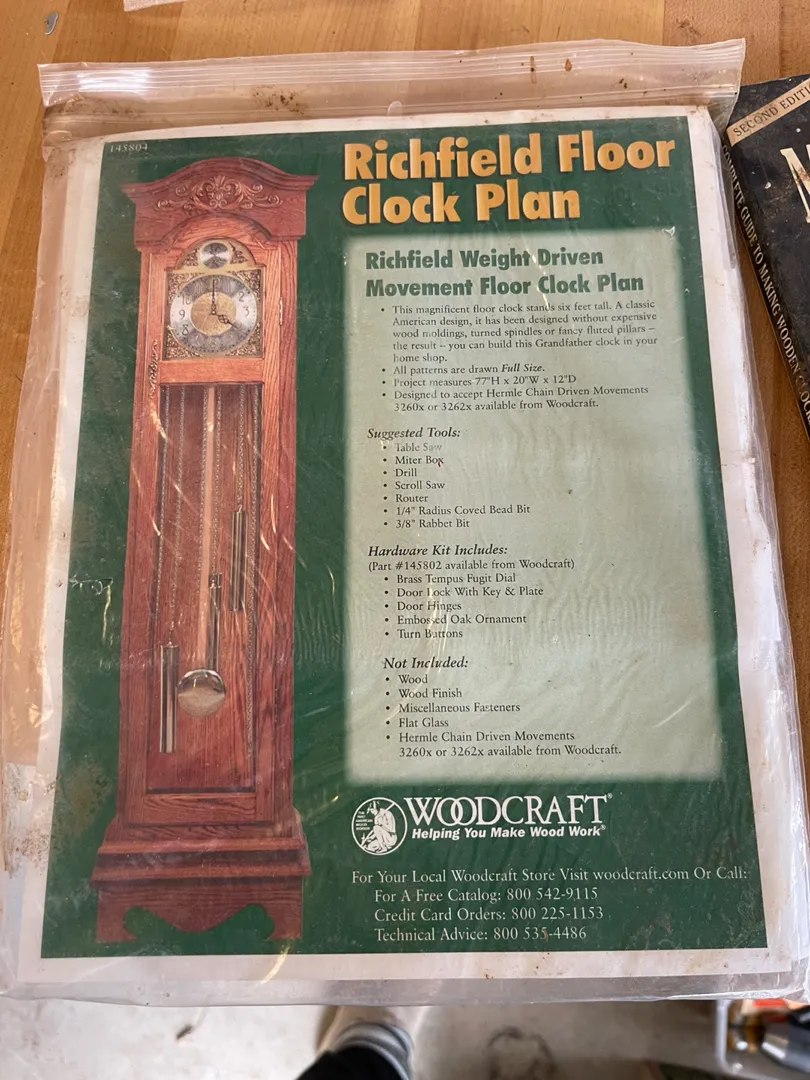 145804
Richfield Floor
Clock Plan
Richfield Weight Driven
Movement Floor Clock Plan
• This magnificent floor clock stands six feet tall. A classic
American design, it has been designed without expensive
wood moldings, turned spindles or fancy fluted pillars –
the result – you can build this Grandfather clock in your
home shop.
• All patterns are drawn Full Size.
• Project measures 77"H x 20"W x 12"D
• Designed to accept Hermle Chain Driven Movements
3260x or 3262x available from Woodcraft.
Suggested Tools:
• Table Saw
• Miter Box
• Drill
• Scroll Saw
• Router
• 1/4" Radius Coved Bead Bit
• 3/8" Rabbet Bit
Hardware Kit Includes:
(Part #145802 available from Woodcraft)
• Brass Tempus Fugit Dial
• Door Lock With Key & Plate
• Door Hinges
• Embossed Oak Ornament
• Turn Buttons
Not Included:
• Wood
• Wood Finish
• Miscellaneous Fasteners
• Flat Glass
• Hermle Chain Driven Movements
3260x or 3262x available from Woodcraft.
WOODCRAFT®
Helping You Make Wood Work®
For Your Local Woodcraft Store Visit woodcraft.com Or Call:
For A Free Catalog: 800 542-9115
Credit Card Orders: 800 225-1153
Technical Advice: 800 535-4486
SECOND
GUIDE TO MAKING WOODEN